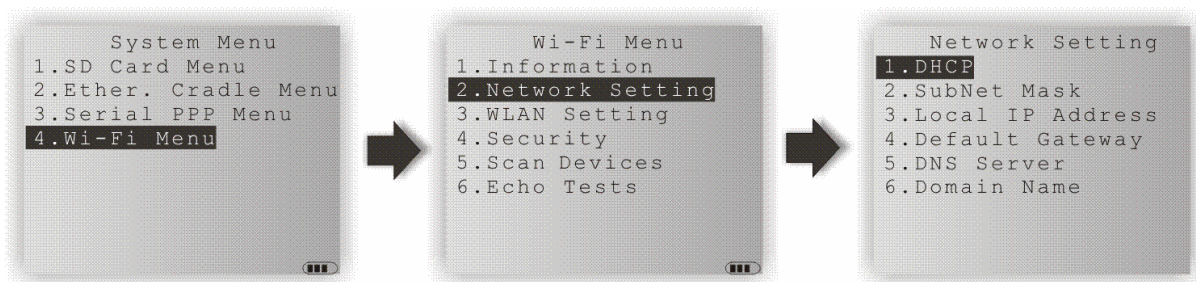 System Menu
1.SD Card Menu
2.Ether. Cradle Menu
3.Serial PPP Menu
4.Wi-Fi Menu
Wi-Fi Menu
1.Information
2.Network Setting
3.WLAN Setting
4.Security
5.Scan Devices
6.Echo Tests
Network Setting
1.DHCP
2.SubNet Mask
3.Local IP Address
4.Default Gateway
5.DNS Server
6.Domain Name